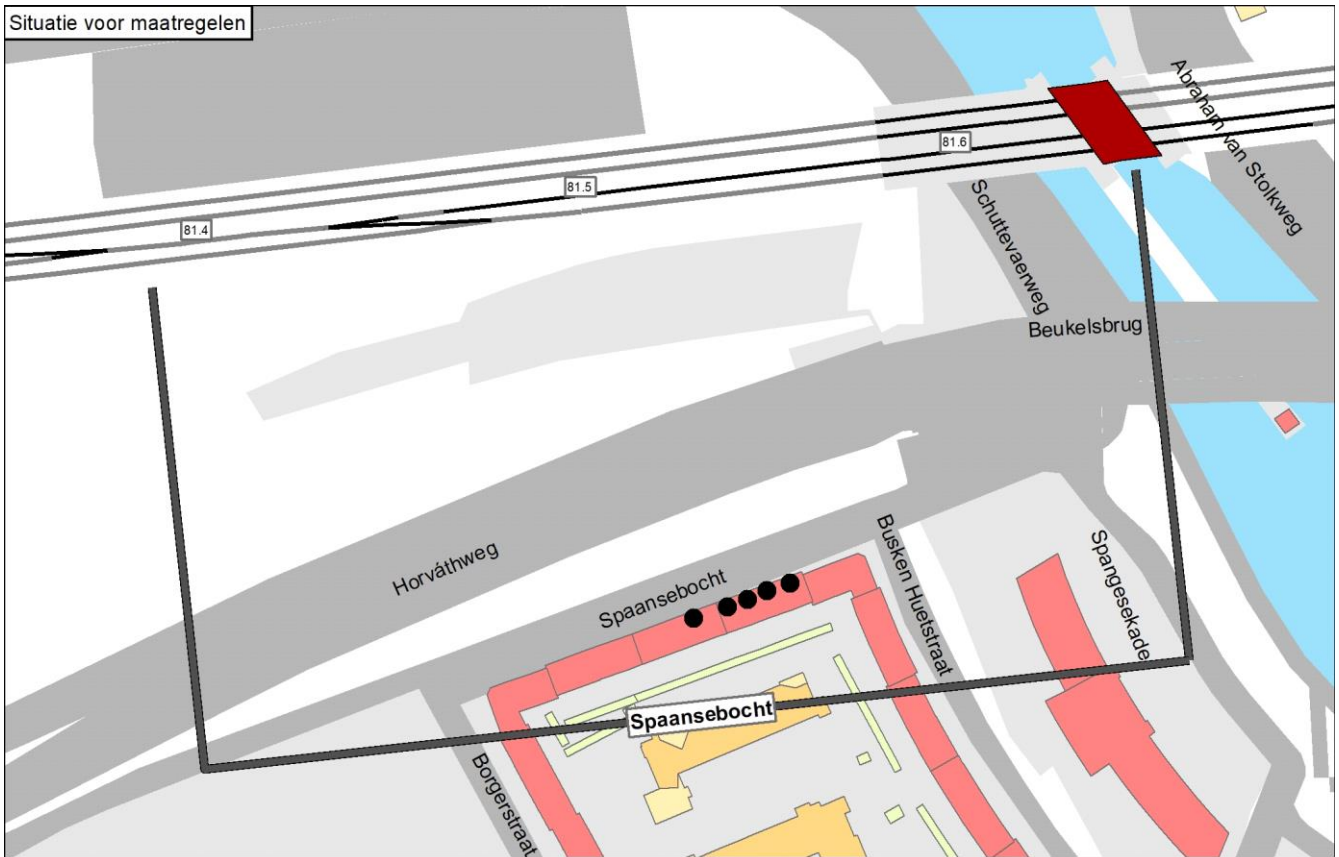 Situatie voor maatregelen
Abraham van Stolkweg
81.6
81.5
81.4
Schuttevaerweg
Beukelsbrug
Horváthweg
Spaansebocht
Busken Huetstraat
Spangesekade
Spaansebocht
Borgerstraat